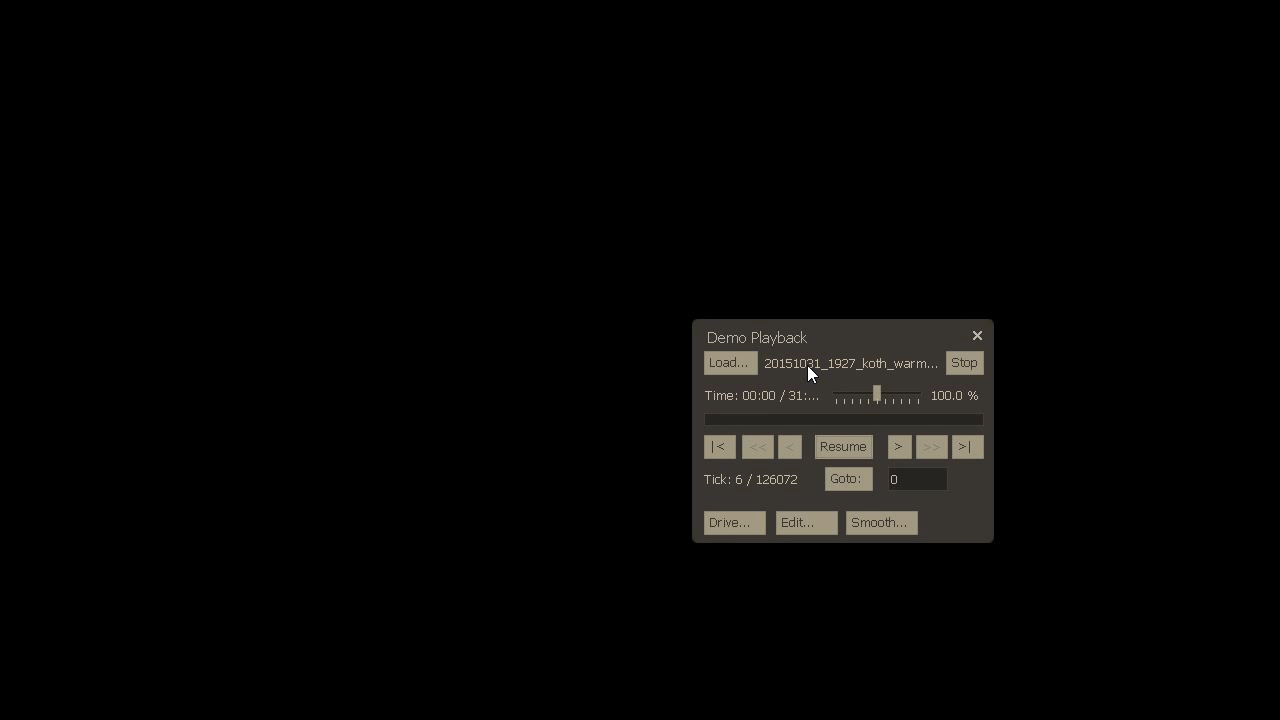 Demo Playback
Load... 20151031_1927_koth_warm... Stop
Time: 00:00 / 31:... 100.0 %
|< << < Resume > >> >|
Tick: 6 / 126072 Goto: 0
Drive... Edit... Smooth...